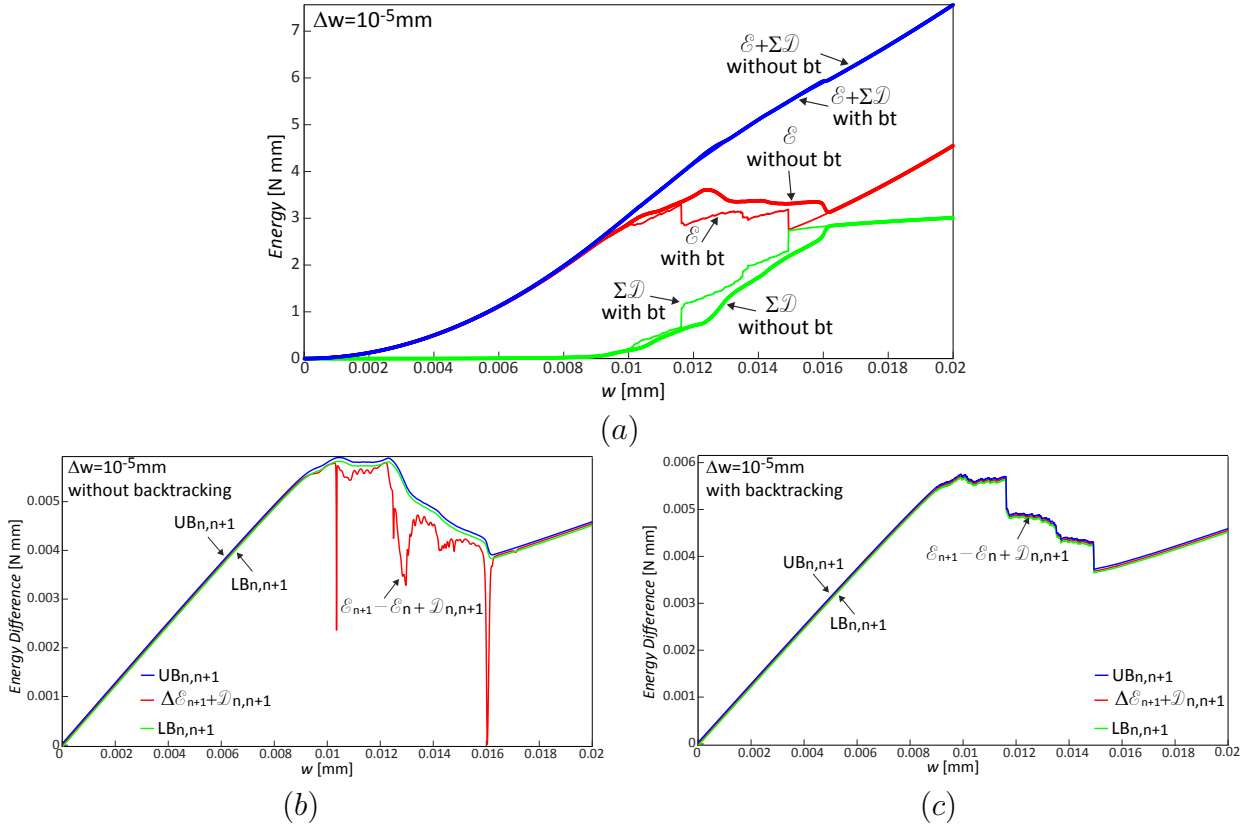 Δw=10⁻⁵mm
ℰ+Σ𝒟
without bt
ℰ+Σ𝒟
with bt
ℰ
without bt
ℰ
with bt
Σ𝒟
with bt
Σ𝒟
without bt
Energy [N mm]
7
6
5
4
3
2
1
0
0 0.002 0.004 0.006 0.008 0.010 0.012 0.014 0.016 0.018 0.02
w [mm]
(a)
Δw=10⁻⁵mm
without backtracking
UBn,n+1
LBn,n+1
ℰn+1−ℰn+𝒟n,n+1
UBn,n+1
Δℰn+1+𝒟n,n+1
LBn,n+1
Energy Difference [N mm]
0.005
0.004
0.003
0.002
0.001
0
0 0.002 0.004 0.006 0.008 0.01 0.012 0.014 0.016 0.018 0.02
w [mm]
(b)
Δw=10⁻⁵mm
with backtracking
UBn,n+1
LBn,n+1
ℰn+1−ℰn+𝒟n,n+1
UBn,n+1
Δℰn+1+𝒟n,n+1
LBn,n+1
Energy Difference [N mm]
0.006
0.005
0.004
0.003
0.002
0.001
0.000
0 0.002 0.004 0.006 0.008 0.01 0.012 0.014 0.016 0.018 0.02
w [mm]
(c)